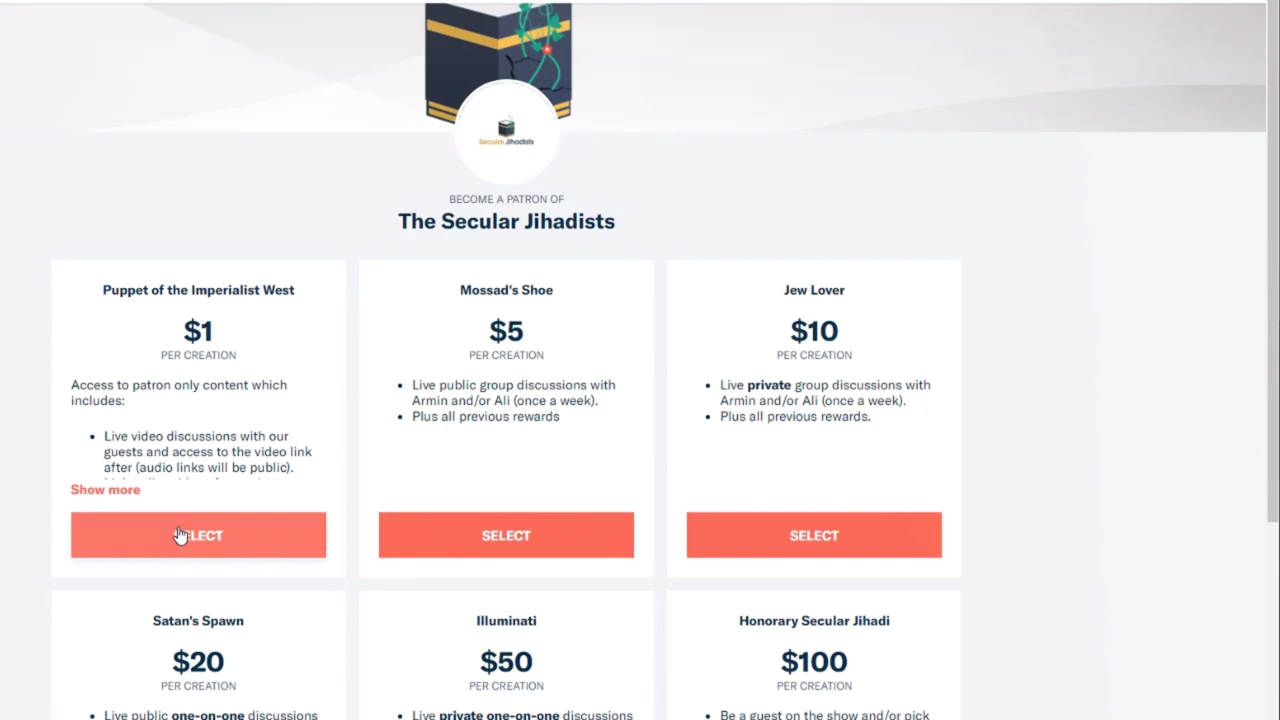 Secular Jihadists
BECOME A PATRON OF
The Secular Jihadists
Puppet of the Imperialist West
$1
PER CREATION
Access to patron only content which
includes:
• Live video discussions with our
guests and access to the video link
after (audio links will be public).
Show more
SELECT
Mossad's Shoe
$5
PER CREATION
• Live public group discussions with
Armin and/or Ali (once a week).
• Plus all previous rewards
SELECT
Jew Lover
$10
PER CREATION
• Live private group discussions with
Armin and/or Ali (once a week).
• Plus all previous rewards.
SELECT
Satan's Spawn
$20
PER CREATION
• Live public one-on-one discussions
Illuminati
$50
PER CREATION
• Live private one-on-one discussions
Honorary Secular Jihadi
$100
PER CREATION
• Be a guest on the show and/or pick